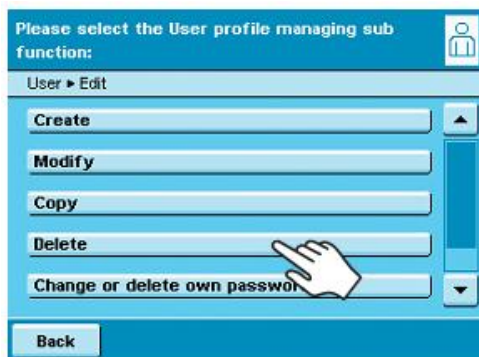 Please select the User profile managing sub
function:
User ▸ Edit
Create
Modify
Copy
Delete
Change or delete own passwor
Back